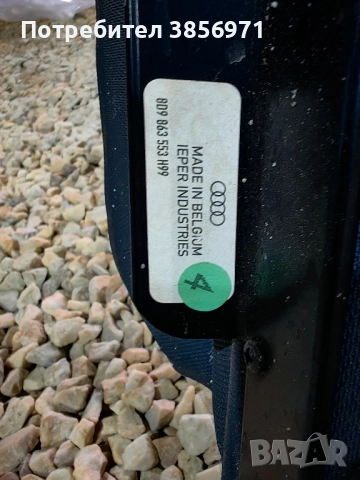 Потребител 3856971
MADE IN BELGIUM
IEPER INDUSTRIES
8D9 863 553 H99
4
BAZAR